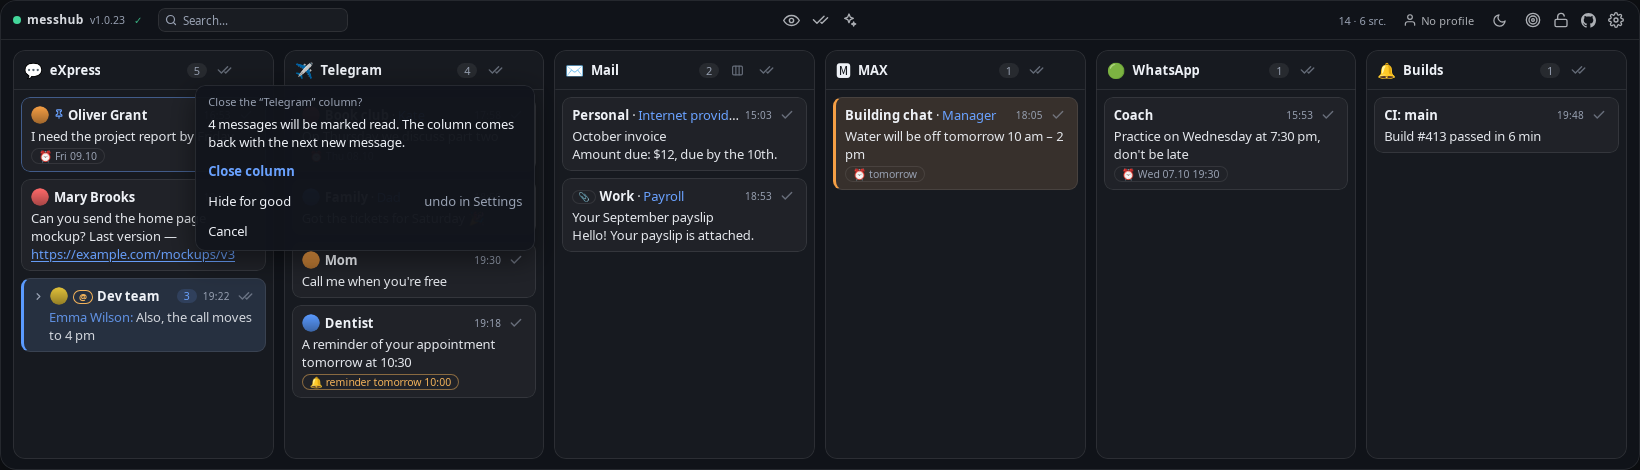 messhub v1.0.23 ✓ Search... 14 · 6 src. No profile
eXpress 5
Oliver Grant
I need the project report by
Fri 09.10
Mary Brooks
Can you send the home page
mockup? Last version —
https://example.com/mockups/v3
@ Dev team 3 19:22
Emma Wilson: Also, the call moves
to 4 pm
Telegram 4
Close the “Telegram” column?
4 messages will be marked read. The column comes
back with the next new message.
Close column
Hide for good undo in Settings
Cancel
Family
Got the tickets for Saturday
Mom 19:30
Call me when you're free
Dentist 19:18
A reminder of your appointment
tomorrow at 10:30
reminder tomorrow 10:00
Mail 2
Personal · Internet provid... 15:03
October invoice
Amount due: $12, due by the 10th.
Work · Payroll 18:53
Your September payslip
Hello! Your payslip is attached.
M MAX 1
Building chat · Manager 18:05
Water will be off tomorrow 10 am – 2
pm
tomorrow
WhatsApp 1
Coach 15:53
Practice on Wednesday at 7:30 pm,
don't be late
Wed 07.10 19:30
Builds 1
CI: main 19:48
Build #413 passed in 6 min